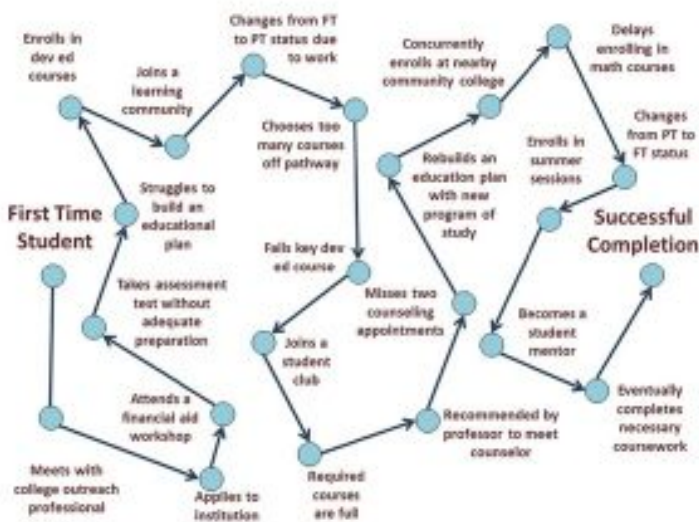 First Time
Student
Meets with
college outreach
professional
Applies to
institution
Attends a
financial aid
workshop
Takes assessment
test without
adequate
preparation
Struggles to
build an
educational
plan
Enrolls in
dev ed
courses
Joins a
learning
community
Changes from FT
to PT status due
to work
Chooses too
many courses
off pathway
Fails key dev
ed course
Joins a
student
club
Required
courses
are full
Recommended by
professor to meet
counselor
Misses two
counseling
appointments
Rebuilds an
education plan
with new
program of
study
Concurrently
enrolls at nearby
community college
Delays
enrolling in
math courses
Changes
from PT to
FT status
Enrolls in
summer
sessions
Becomes a
student
mentor
Eventually
completes
necessary
coursework
Successful
Completion